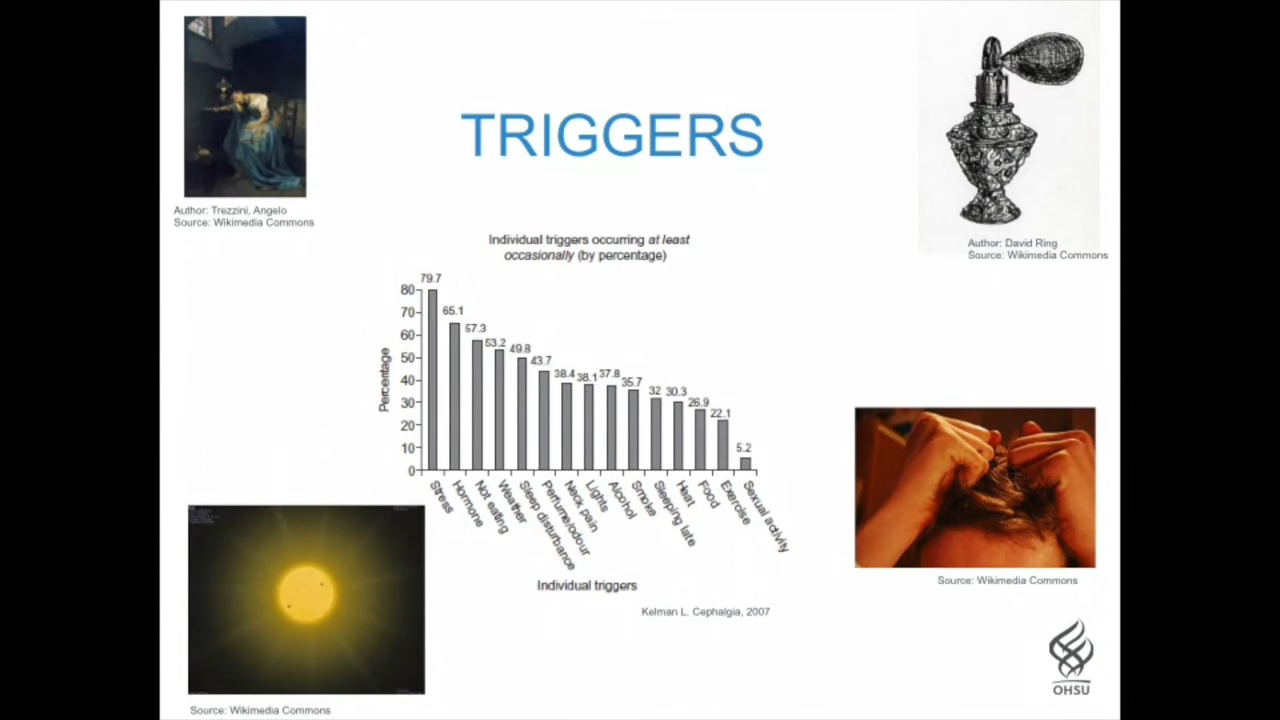 TRIGGERS
Author: Trezzini, Angelo
Source: Wikimedia Commons
Author: David Ring
Source: Wikimedia Commons
Individual triggers occurring at least
occasionally (by percentage)
Percentage
80
70
60
50
40
30
20
10
0
79.7
65.1
57.3
53.2
49.8
43.7
38.4
38.1
37.8
35.7
32
30.3
26.9
22.1
5.2
Stress
Hormone
Not eating
Weather
Sleep disturbance
Perfume/odour
Neck pain
Lights
Alcohol
Smoke
Sleeping late
Heat
Food
Exercise
Sexual activity
Individual triggers
Kelman L. Cephalgia, 2007
Source: Wikimedia Commons
OHSU
Source: Wikimedia Commons